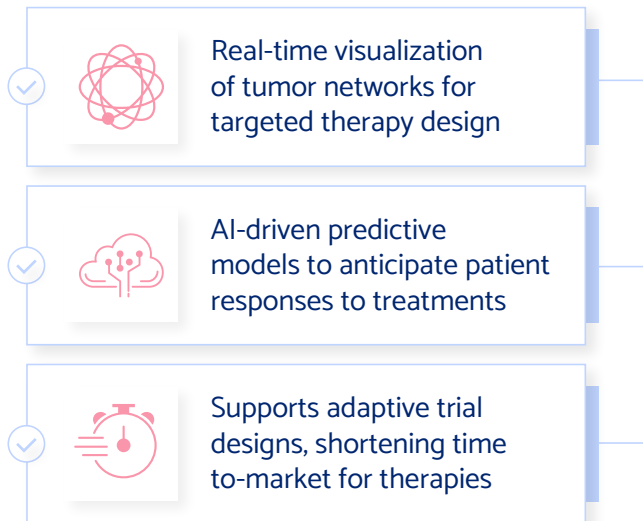 Real-time visualization
of tumor networks for
targeted therapy design
AI-driven predictive
models to anticipate patient
responses to treatments
Supports adaptive trial
designs, shortening time
to-market for therapies